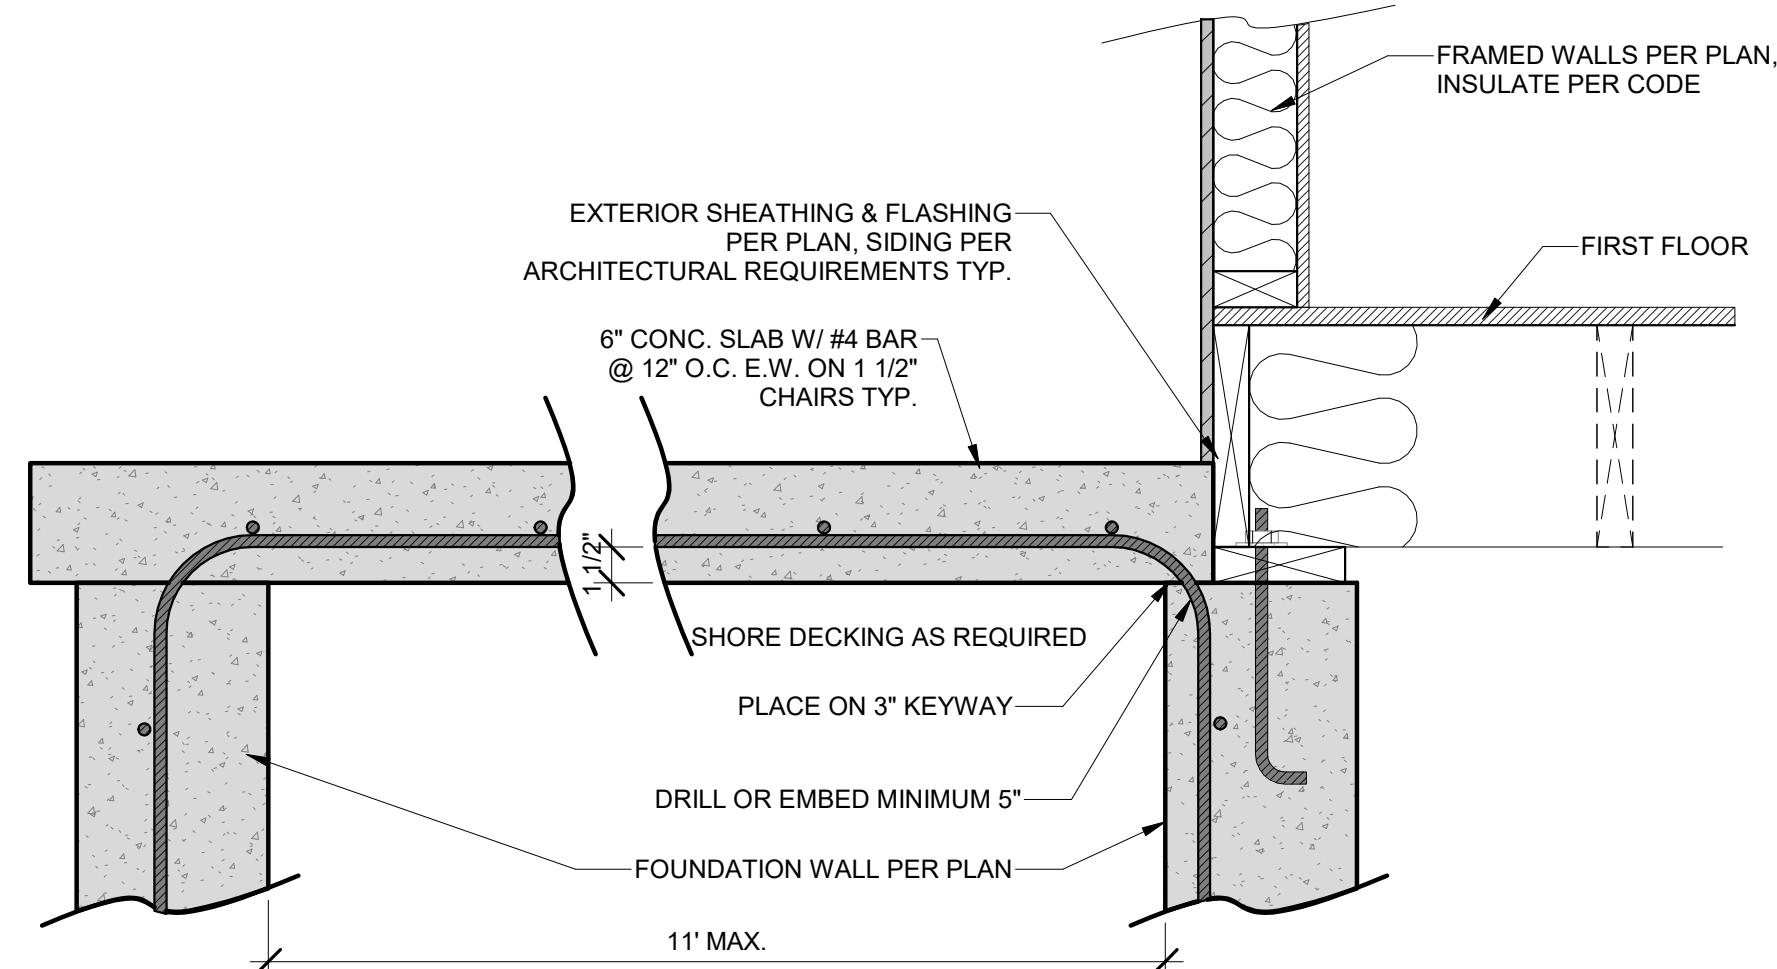 FRAMED WALLS PER PLAN,
INSULATE PER CODE
EXTERIOR SHEATHING & FLASHING
PER PLAN, SIDING PER
ARCHITECTURAL REQUIREMENTS TYP.
FIRST FLOOR
6" CONC. SLAB W/ #4 BAR
@ 12" O.C. E.W. ON 1 1/2"
CHAIRS TYP.
1 1/2"
SHORE DECKING AS REQUIRED
PLACE ON 3" KEYWAY
DRILL OR EMBED MINIMUM 5"
FOUNDATION WALL PER PLAN
11' MAX.